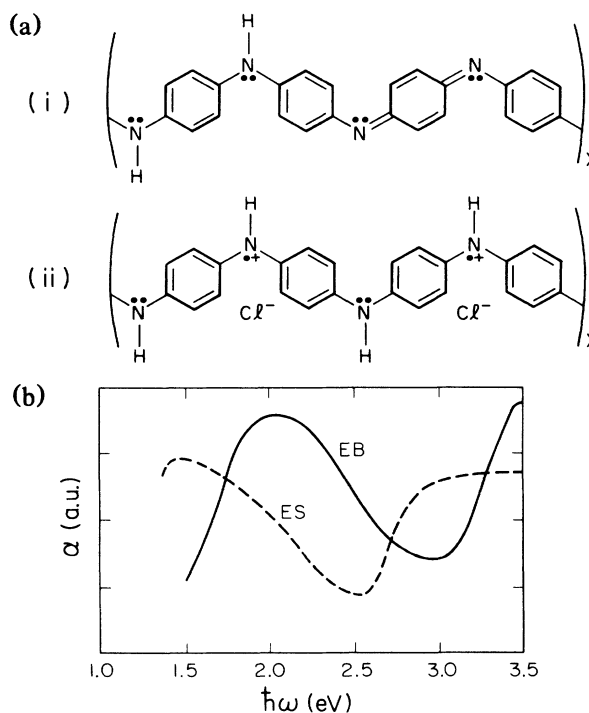 (a)
H
(i)
N
N
N
N
H
x
H
H
(ii)
N
+
N
+
N
N
Cl⁻
Cl⁻
H
H
x
(b)
EB
ES
α (a.u.)
1.0 1.5 2.0 2.5 3.0 3.5
ħω (eV)